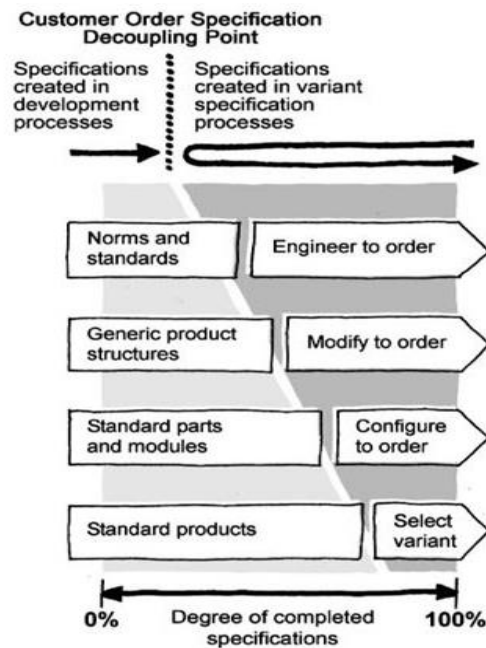 Customer Order Specification
Decoupling Point
Specifications
created in
development
processes
Specifications
created in variant
specification
processes
Norms and
standards
Engineer to order
Generic product
structures
Modify to order
Standard parts
and modules
Configure
to order
Standard products
Select
variant
0%
Degree of completed
specifications
100%